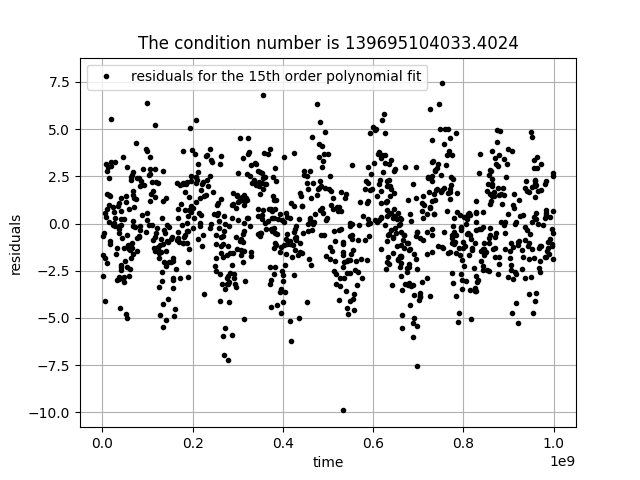 The condition number is 139695104033.4024
residuals for the 15th order polynomial fit
7.5
5.0
2.5
0.0
−2.5
−5.0
−7.5
−10.0
residuals
0.0 0.2 0.4 0.6 0.8 1.0
1e9
time